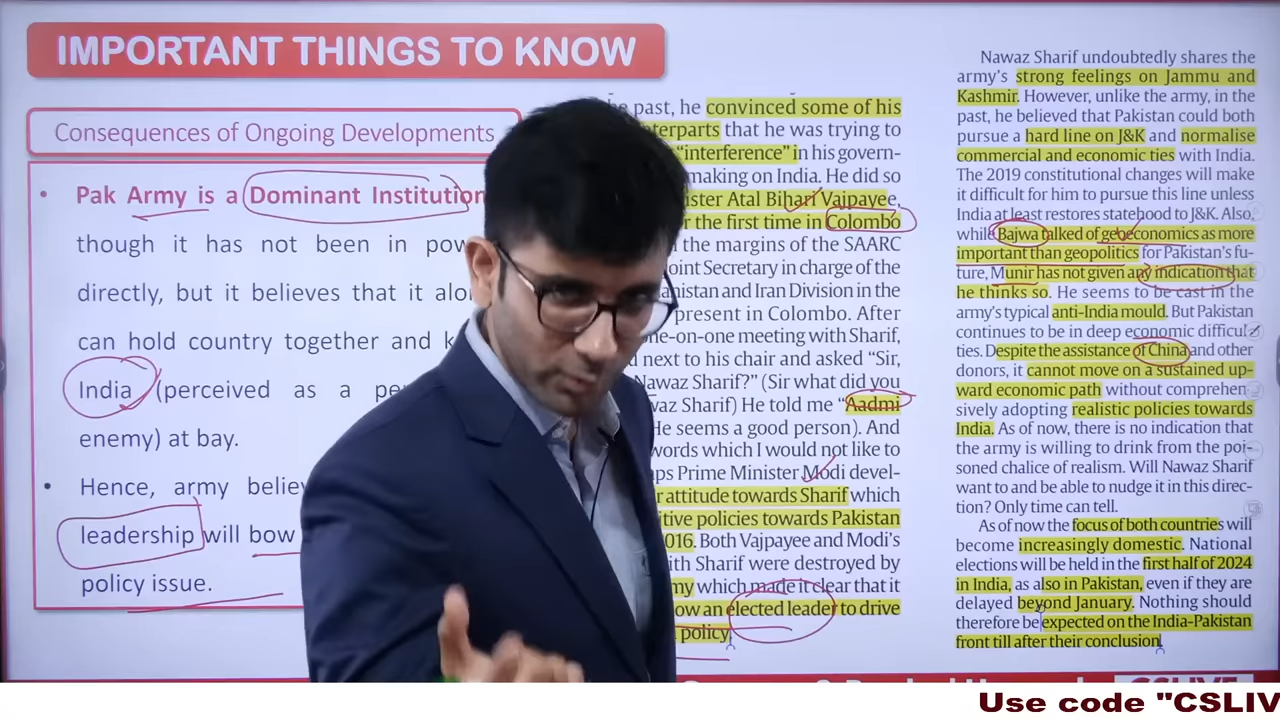 IMPORTANT THINGS TO KNOW
Consequences of Ongoing Developments
• Pak Army is a Dominant Institution
though it has not been in
directly, but it believes that it
can hold country together and
India (perceived as a
enemy) at bay.
• Hence, army
leadership will bow
policy issue.
past, he convinced some of his
that he was trying to
"interference" in his govern-
making on India. He did so
Atal Bihari Vajpayee,
the first time in Colombo
the margins of the SAARC
Secretary in charge of the
and Iran Division in the
present in Colombo. After
meeting with Sharif,
next to his chair and asked “Sir,
Nawaz Sharif?” (Sir what did you
Sharif) He told me “Aadmi
He seems a good person). And
words which I would not like to
Prime Minister Modi devel-
attitude towards Sharif which
policies towards Pakistan
2016. Both Vajpayee and Modi’s
Sharif were destroyed by
which made it clear that it
an elected leader to drive
policy.
Nawaz Sharif undoubtedly shares the
army’s strong feelings on Jammu and
Kashmir. However, unlike the army, in the
past, he believed that Pakistan could both
pursue a hard line on J&K and normalise
commercial and economic ties with India.
The 2019 constitutional changes will make
it difficult for him to pursue this line unless
India at least restores statehood to J&K. Also,
while Bajwa talked of geoeconomics as more
important than geopolitics for Pakistan’s fu-
ture, Munir has not given any indication that
he thinks so. He seems to be cast in the
army’s typical anti-India mould. But Pakistan
continues to be in deep economic difficul-
ties. Despite the assistance of China and other
donors, it cannot move on a sustained up-
ward economic path without comprehen-
sively adopting realistic policies towards
India. As of now, there is no indication that
the army is willing to drink from the poi-
soned chalice of realism. Will Nawaz Sharif
want to and be able to nudge it in this direc-
tion? Only time can tell.
As of now the focus of both countries will
become increasingly domestic. National
elections will be held in the first half of 2024
in India, as also in Pakistan, even if they are
delayed beyond January. Nothing should
therefore be expected on the India-Pakistan
front till after their conclusion.
Use code "CSLIV